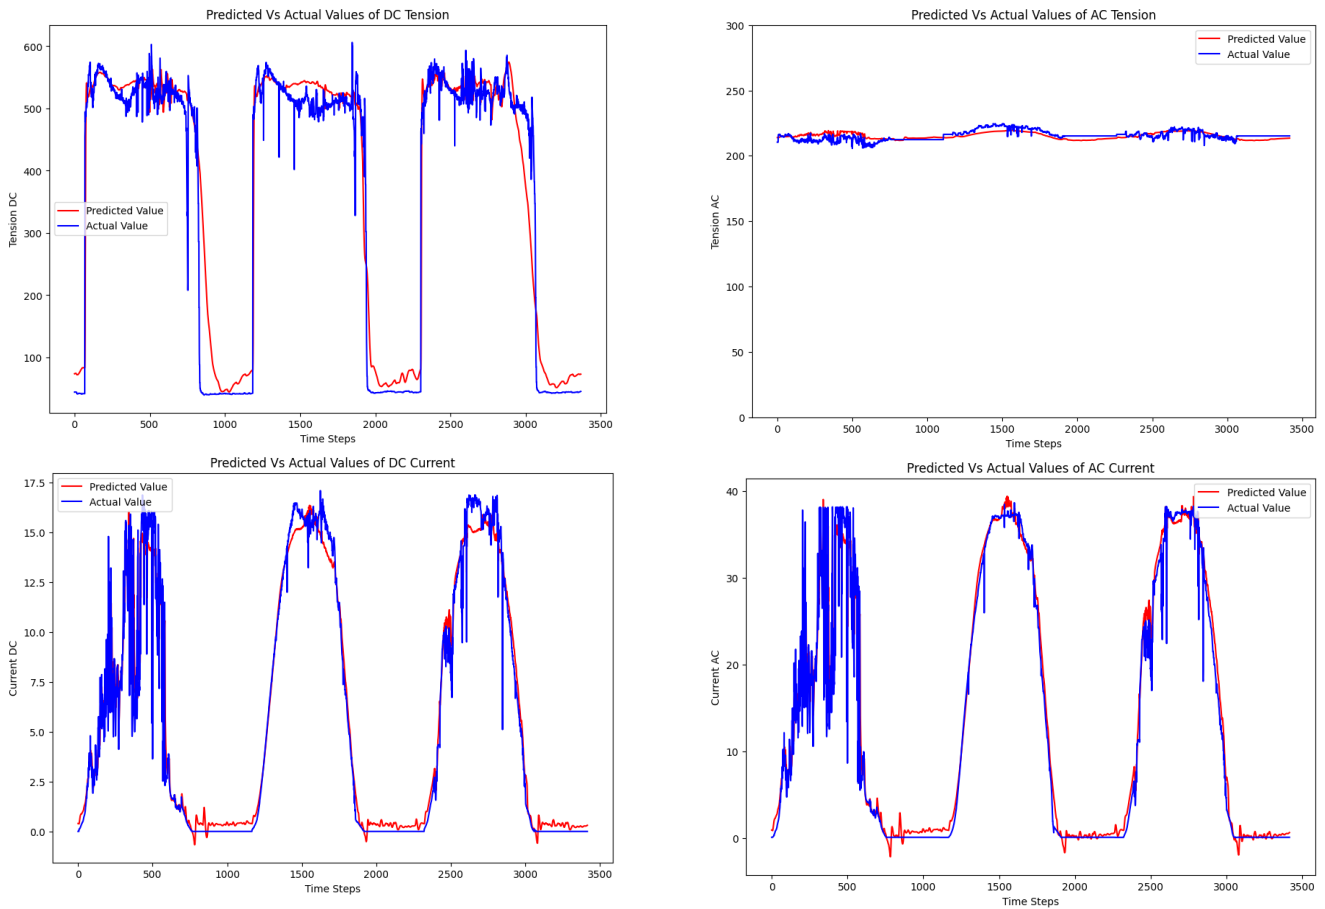 Predicted Vs Actual Values of DC Tension
600
500
400
300
200
100
Tension DC
Predicted Value
Actual Value
0 500 1000 1500 2000 2500 3000 3500
Time Steps
Predicted Vs Actual Values of AC Tension
300
250
200
150
100
50
0
Tension AC
Predicted Value
Actual Value
0 500 1000 1500 2000 2500 3000 3500
Time Steps
Predicted Vs Actual Values of DC Current
17.5
15.0
12.5
10.0
7.5
5.0
2.5
0.0
Current DC
Predicted Value
Actual Value
0 500 1000 1500 2000 2500 3000 3500
Time Steps
Predicted Vs Actual Values of AC Current
40
30
20
10
0
Current AC
Predicted Value
Actual Value
0 500 1000 1500 2000 2500 3000 3500
Time Steps